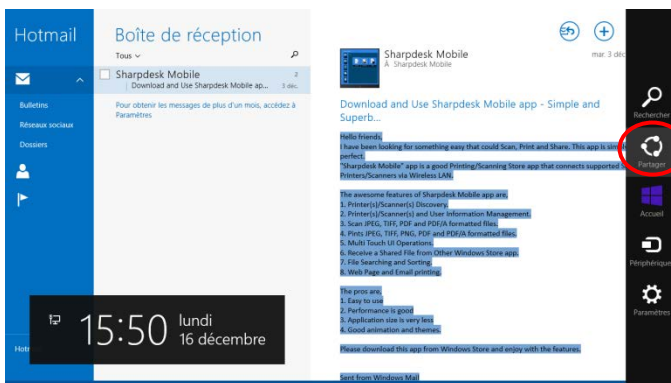 Hotmail
Bulletins
Réseaux sociaux
Dossiers
Boîte de réception
Tous
Sharpdesk Mobile
2
Download and Use Sharpdesk Mobile ap...
3 déc.
Pour obtenir les messages de plus d'un mois, accédez à
Paramètres
Sharpdesk Mobile
mar. 3 déc
À Sharpdesk Mobile
Download and Use Sharpdesk Mobile app - Simple and
Superb...
Hello friends,
I have been looking for something easy that could Scan, Print and Share. This app is simply
perfect.
"Sharpdesk Mobile" app is a good Printing/Scanning Store app that connects supported
Printers/Scanners via Wireless LAN.
The awesome features of Sharpdesk Mobile app are,
1. Printer(s)/Scanner(s) Discovery.
2. Printer(s)/Scanner(s) and User Information Management.
3. Scan JPEG, TIFF, PDF and PDF/A formatted files.
4. Pints JPEG, TIFF, PNG, PDF and PDF/A formatted files.
5. Multi Touch UI Operations.
6. Receive a Shared File from Other Windows Store app.
7. File Searching and Sorting.
8. Web Page and Email printing.
The pros are,
1. Easy to use
2. Performance is good
3. Application size is very less
4. Good animation and themes.
Please download this app from Windows Store and enjoy with the features.
Sent from Windows Mail
Rechercher
Partager
Accueil
Périphérique
Paramètres
15:50
lundi
16 décembre